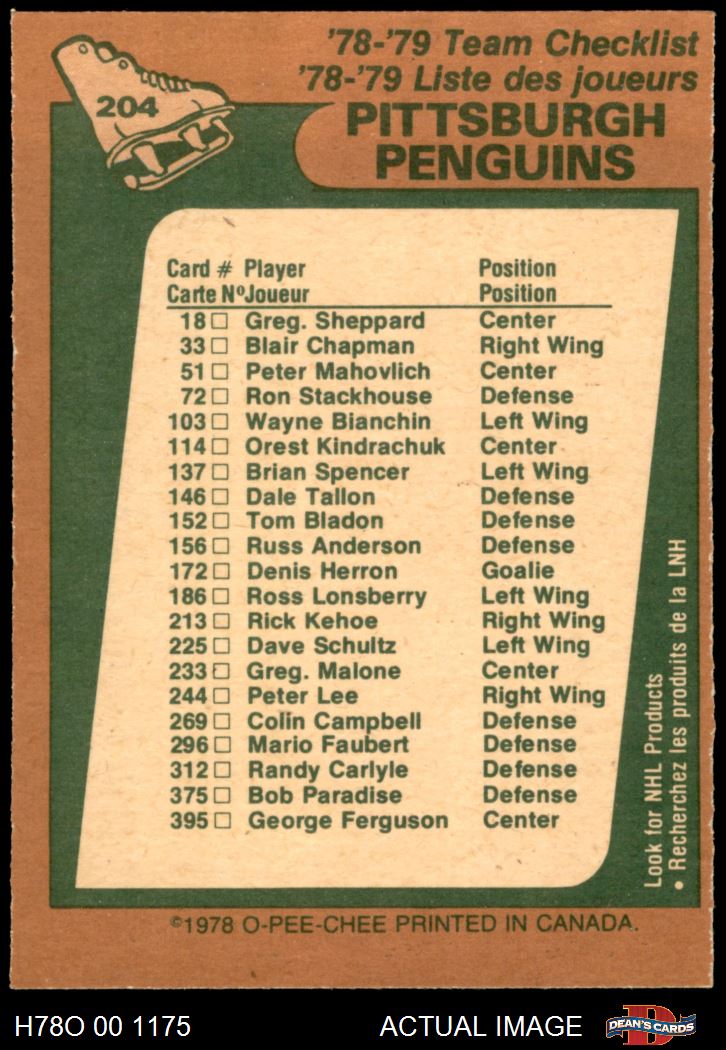 '78-'79 Team Checklist
'78-'79 Liste des joueurs
204
PITTSBURGH
PENGUINS
Card # Player Position
Carte Nº Joueur Position
18 □ Greg. Sheppard Center
33 □ Blair Chapman Right Wing
51 □ Peter Mahovlich Center
72 □ Ron Stackhouse Defense
103 □ Wayne Bianchin Left Wing
114 □ Orest Kindrachuk Center
137 □ Brian Spencer Left Wing
146 □ Dale Tallon Defense
152 □ Tom Bladon Defense
156 □ Russ Anderson Defense
172 □ Denis Herron Goalie
186 □ Ross Lonsberry Left Wing
213 □ Rick Kehoe Right Wing
225 □ Dave Schultz Left Wing
233 □ Greg. Malone Center
244 □ Peter Lee Right Wing
269 □ Colin Campbell Defense
296 □ Mario Faubert Defense
312 □ Randy Carlyle Defense
375 □ Bob Paradise Defense
395 □ George Ferguson Center
Look for NHL Products
• Recherchez les produits de la LNH
©1978 O-PEE-CHEE PRINTED IN CANADA.
H78O 00 1175 ACTUAL IMAGE
D
DEAN'S CARDS